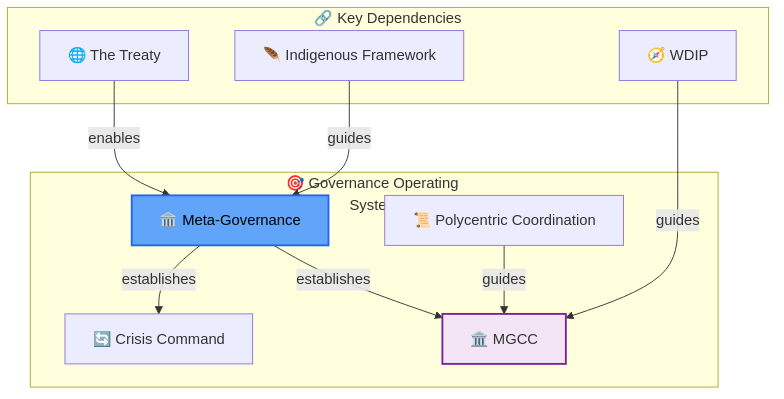 🔗 Key Dependencies
🌐 The Treaty
🪶 Indigenous Framework
🧭 WDIP
enables
guides
🎯 Governance Operating
Syste
🏛️ Meta-Governance
📜 Polycentric Coordination
guides
establishes
establishes
guides
🔄 Crisis Command
🏛️ MGCC